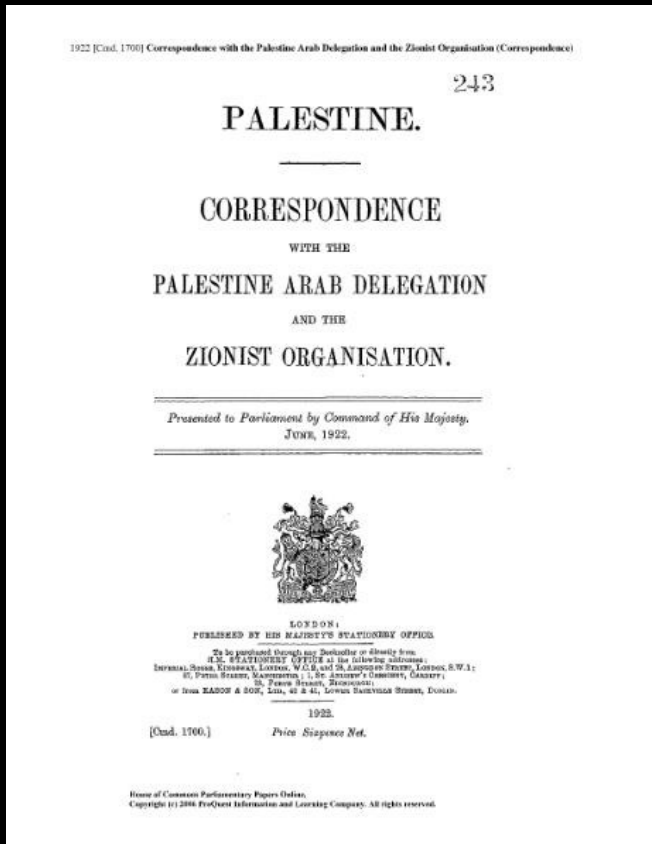 1922 [Cmd. 1700] Correspondence with the Palestine Arab Delegation and the Zionist Organisation (Correspondence)
243
PALESTINE.
CORRESPONDENCE
WITH THE
PALESTINE ARAB DELEGATION
AND THE
ZIONIST ORGANISATION.
Presented to Parliament by Command of His Majesty.
JUNE, 1922.
LONDON:
PUBLISHED BY HIS MAJESTY'S STATIONERY OFFICE.
To be purchased through any Bookseller or directly from
H.M. STATIONERY OFFICE at the following addresses:
IMPERIAL HOUSE, KINGSWAY, LONDON, W.C.2, and 28, ABINGDON STREET, LONDON, S.W.1;
37, PETER STREET, MANCHESTER; 1, ST. ANDREW'S CRESCENT, CARDIFF;
23, FORTH STREET, EDINBURGH;
or from EASON & SON, LTD., 40 & 41, LOWER SACKVILLE STREET, DUBLIN.
1922.
[Cmd. 1700.] Price Sixpence Net.
House of Commons Parliamentary Papers Online.
Copyright (c) 2006 ProQuest Information and Learning Company. All rights reserved.